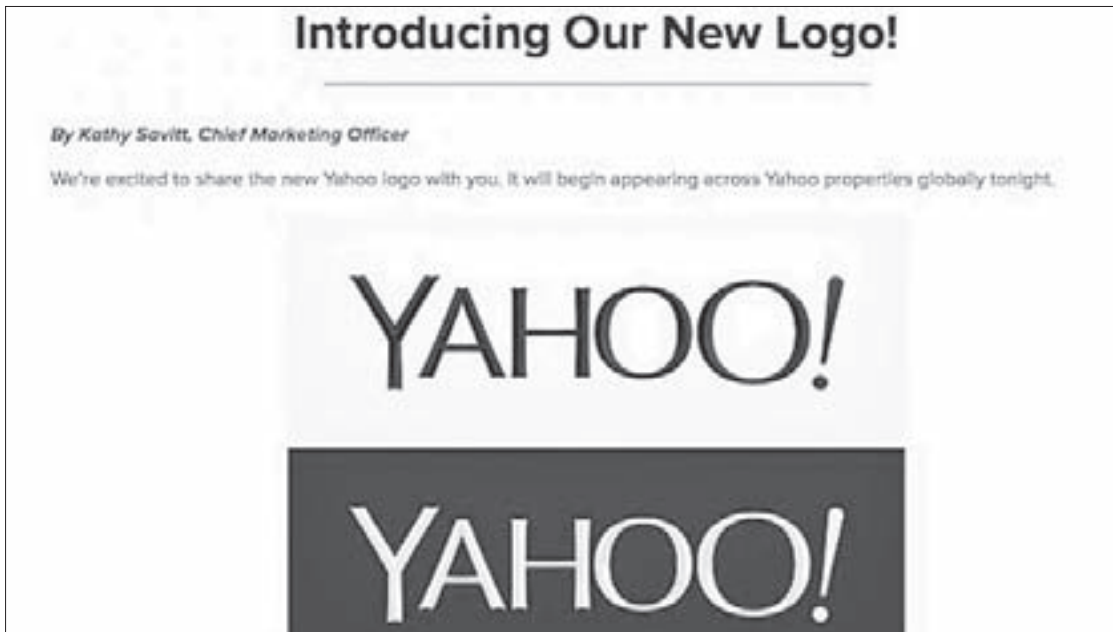 Introducing Our New Logo!
By Kathy Savitt, Chief Marketing Officer
We're excited to share the new Yahoo logo with you. It will begin appearing across Yahoo properties globally tonight.
YAHOO!
YAHOO!